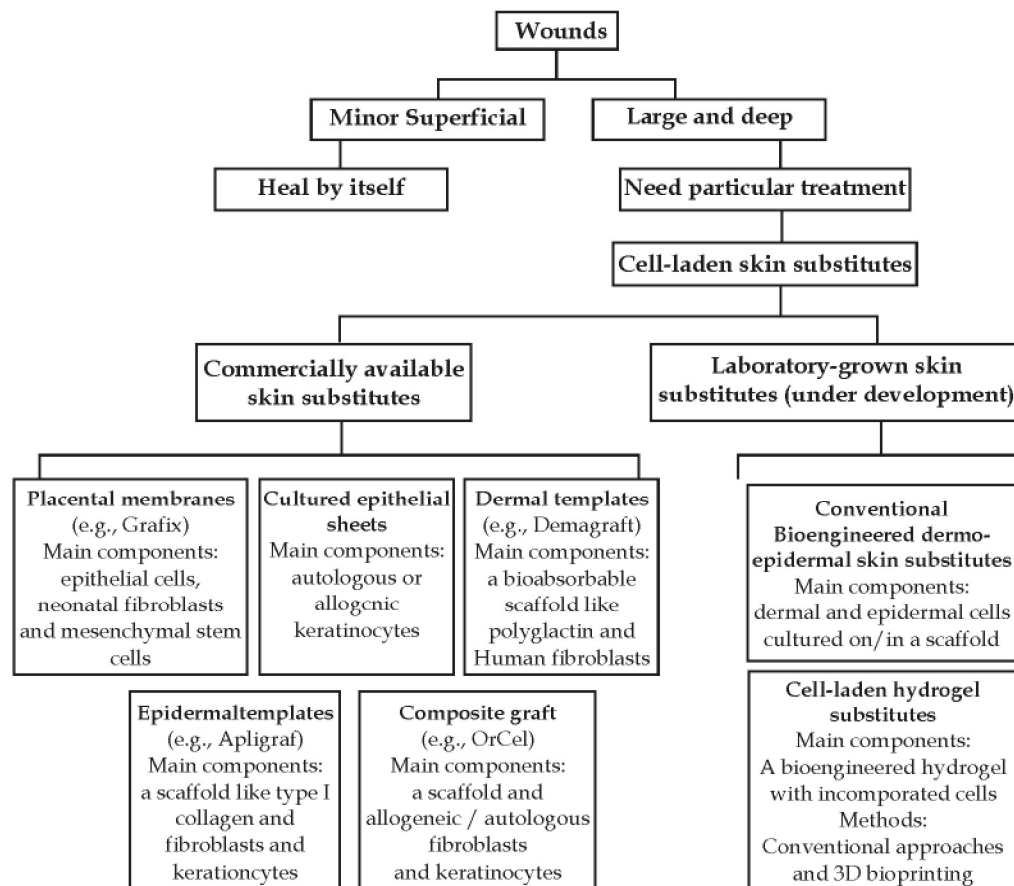 Wounds
Minor Superficial
Large and deep
Heal by itself
Need particular treatment
Cell-laden skin substitutes
Commercially available
skin substitutes
Laboratory-grown skin
substitutes (under development)
Placental membranes
(e.g., Grafix)
Main components:
epithelial cells,
neonatal fibroblasts
and mesenchymal stem
cells
Cultured epithelial
sheets
Main components:
autologous or
allogcnic
keratinocytes
Dermal templates
(e.g., Demagraft)
Main components:
a bioabsorbable
scaffold like
polyglactin and
Human fibroblasts
Conventional
Bioengineered dermo-
epidermal skin substitutes
Main components:
dermal and epidermal cells
cultured on/in a scaffold
Epidermaltemplates
(e.g., Apligraf)
Main components:
a scaffold like type I
collagen and
fibroblasts and
kerationcytes
Composite graft
(e.g., OrCel)
Main components:
a scaffold and
allogeneic / autologous
fibroblasts
and keratinocytes
Cell-laden hydrogel
substitutes
Main components:
A bioengineered hydrogel
with incorporated cells
Methods:
Conventional approaches
and 3D bioprinting